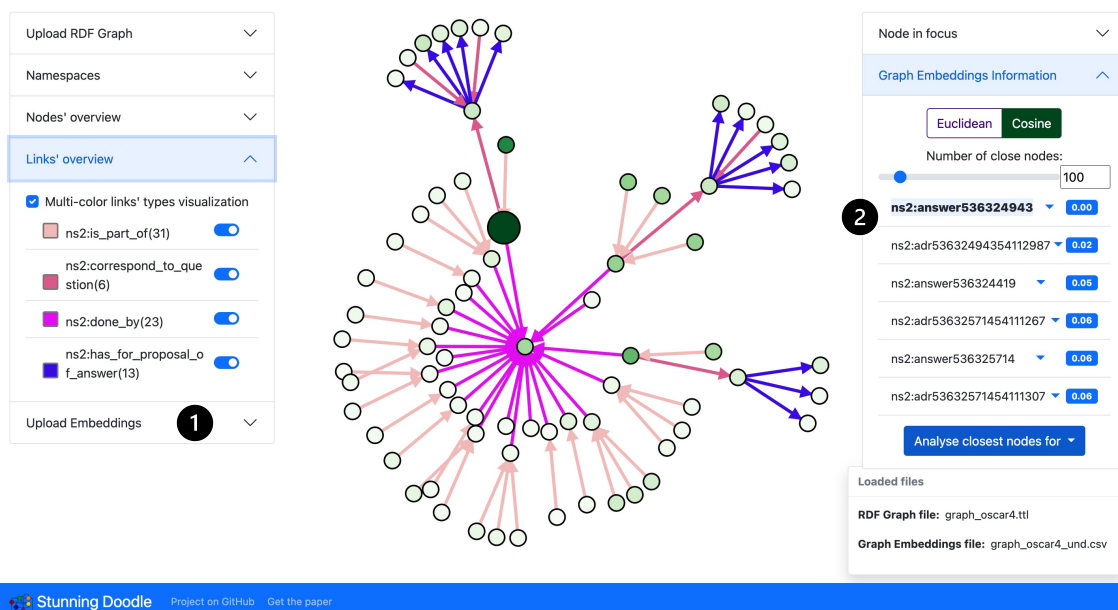 Upload RDF Graph
Namespaces
Nodes' overview
Links' overview
Multi-color links' types visualization
ns2:is_part_of(31)
ns2:correspond_to_que
stion(6)
ns2:done_by(23)
ns2:has_for_proposal_o
f_answer(13)
Upload Embeddings
1
Node in focus
Graph Embeddings Information
Euclidean Cosine
Number of close nodes:
100
2
ns2:answer536324943 0.00
ns2:adr53632494354112987 0.02
ns2:answer536324419 0.05
ns2:adr53632571454111267 0.06
ns2:answer536325714 0.06
ns2:adr53632571454111307 0.06
Analyse closest nodes for
Loaded files
RDF Graph file: graph_oscar4.ttl
Graph Embeddings file: graph_oscar4_und.csv
Stunning Doodle Project on GitHub Get the paper